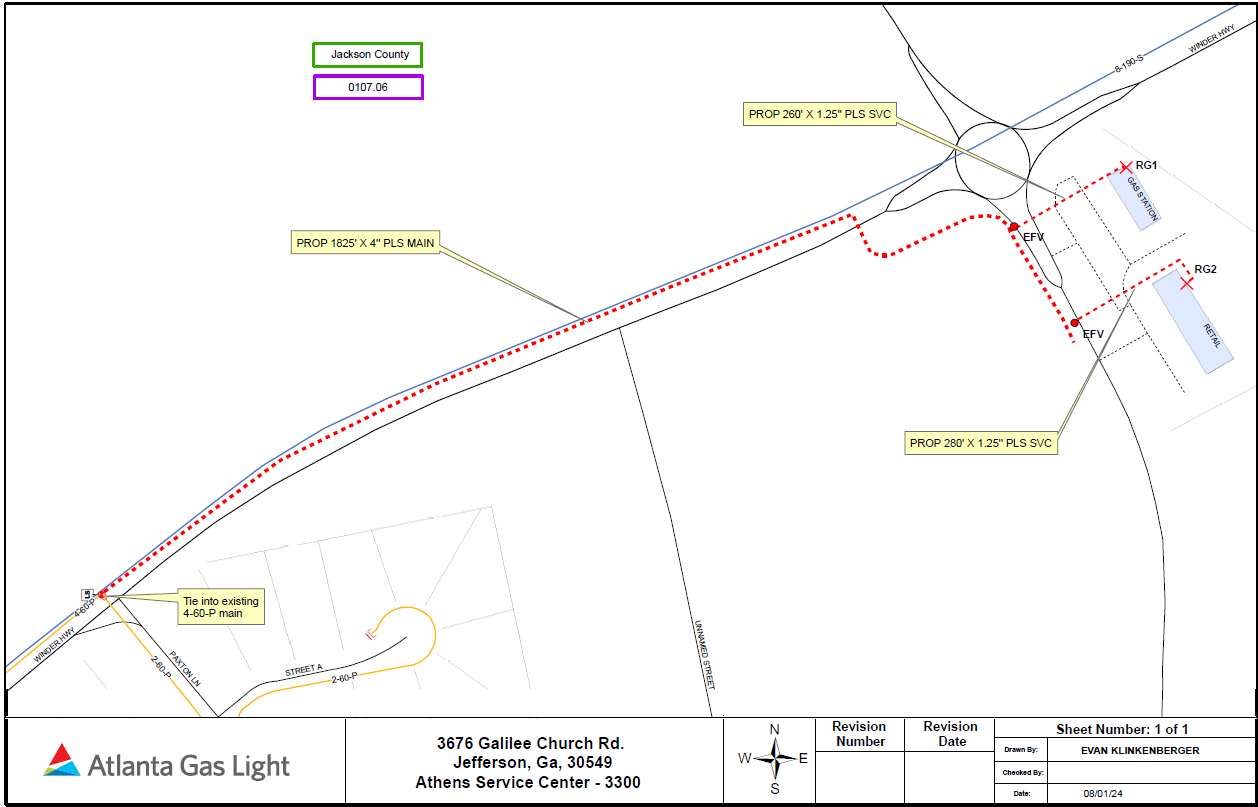 Jackson County
0107.06
WINDER HWY
8-190-S
PROP 260' X 1.25" PLS SVC
RG1
GAS STATION
EFV
PROP 1825' X 4" PLS MAIN
RG2
RETAIL
EFV
PROP 280' X 1.25" PLS SVC
LS
4-60-P
Tie into existing
4-60-P main
WINDER HWY
PAXTON LN
2-60-P
STREET A
2-60-P
UNNAMED STREET
Atlanta Gas Light
3676 Galilee Church Rd.
Jefferson, Ga, 30549
Athens Service Center - 3300
N
W E
S
Revision
Number
Revision
Date
Sheet Number: 1 of 1
Drawn By: EVAN KLINKENBERGER
Checked By:
Date: 08/01/24